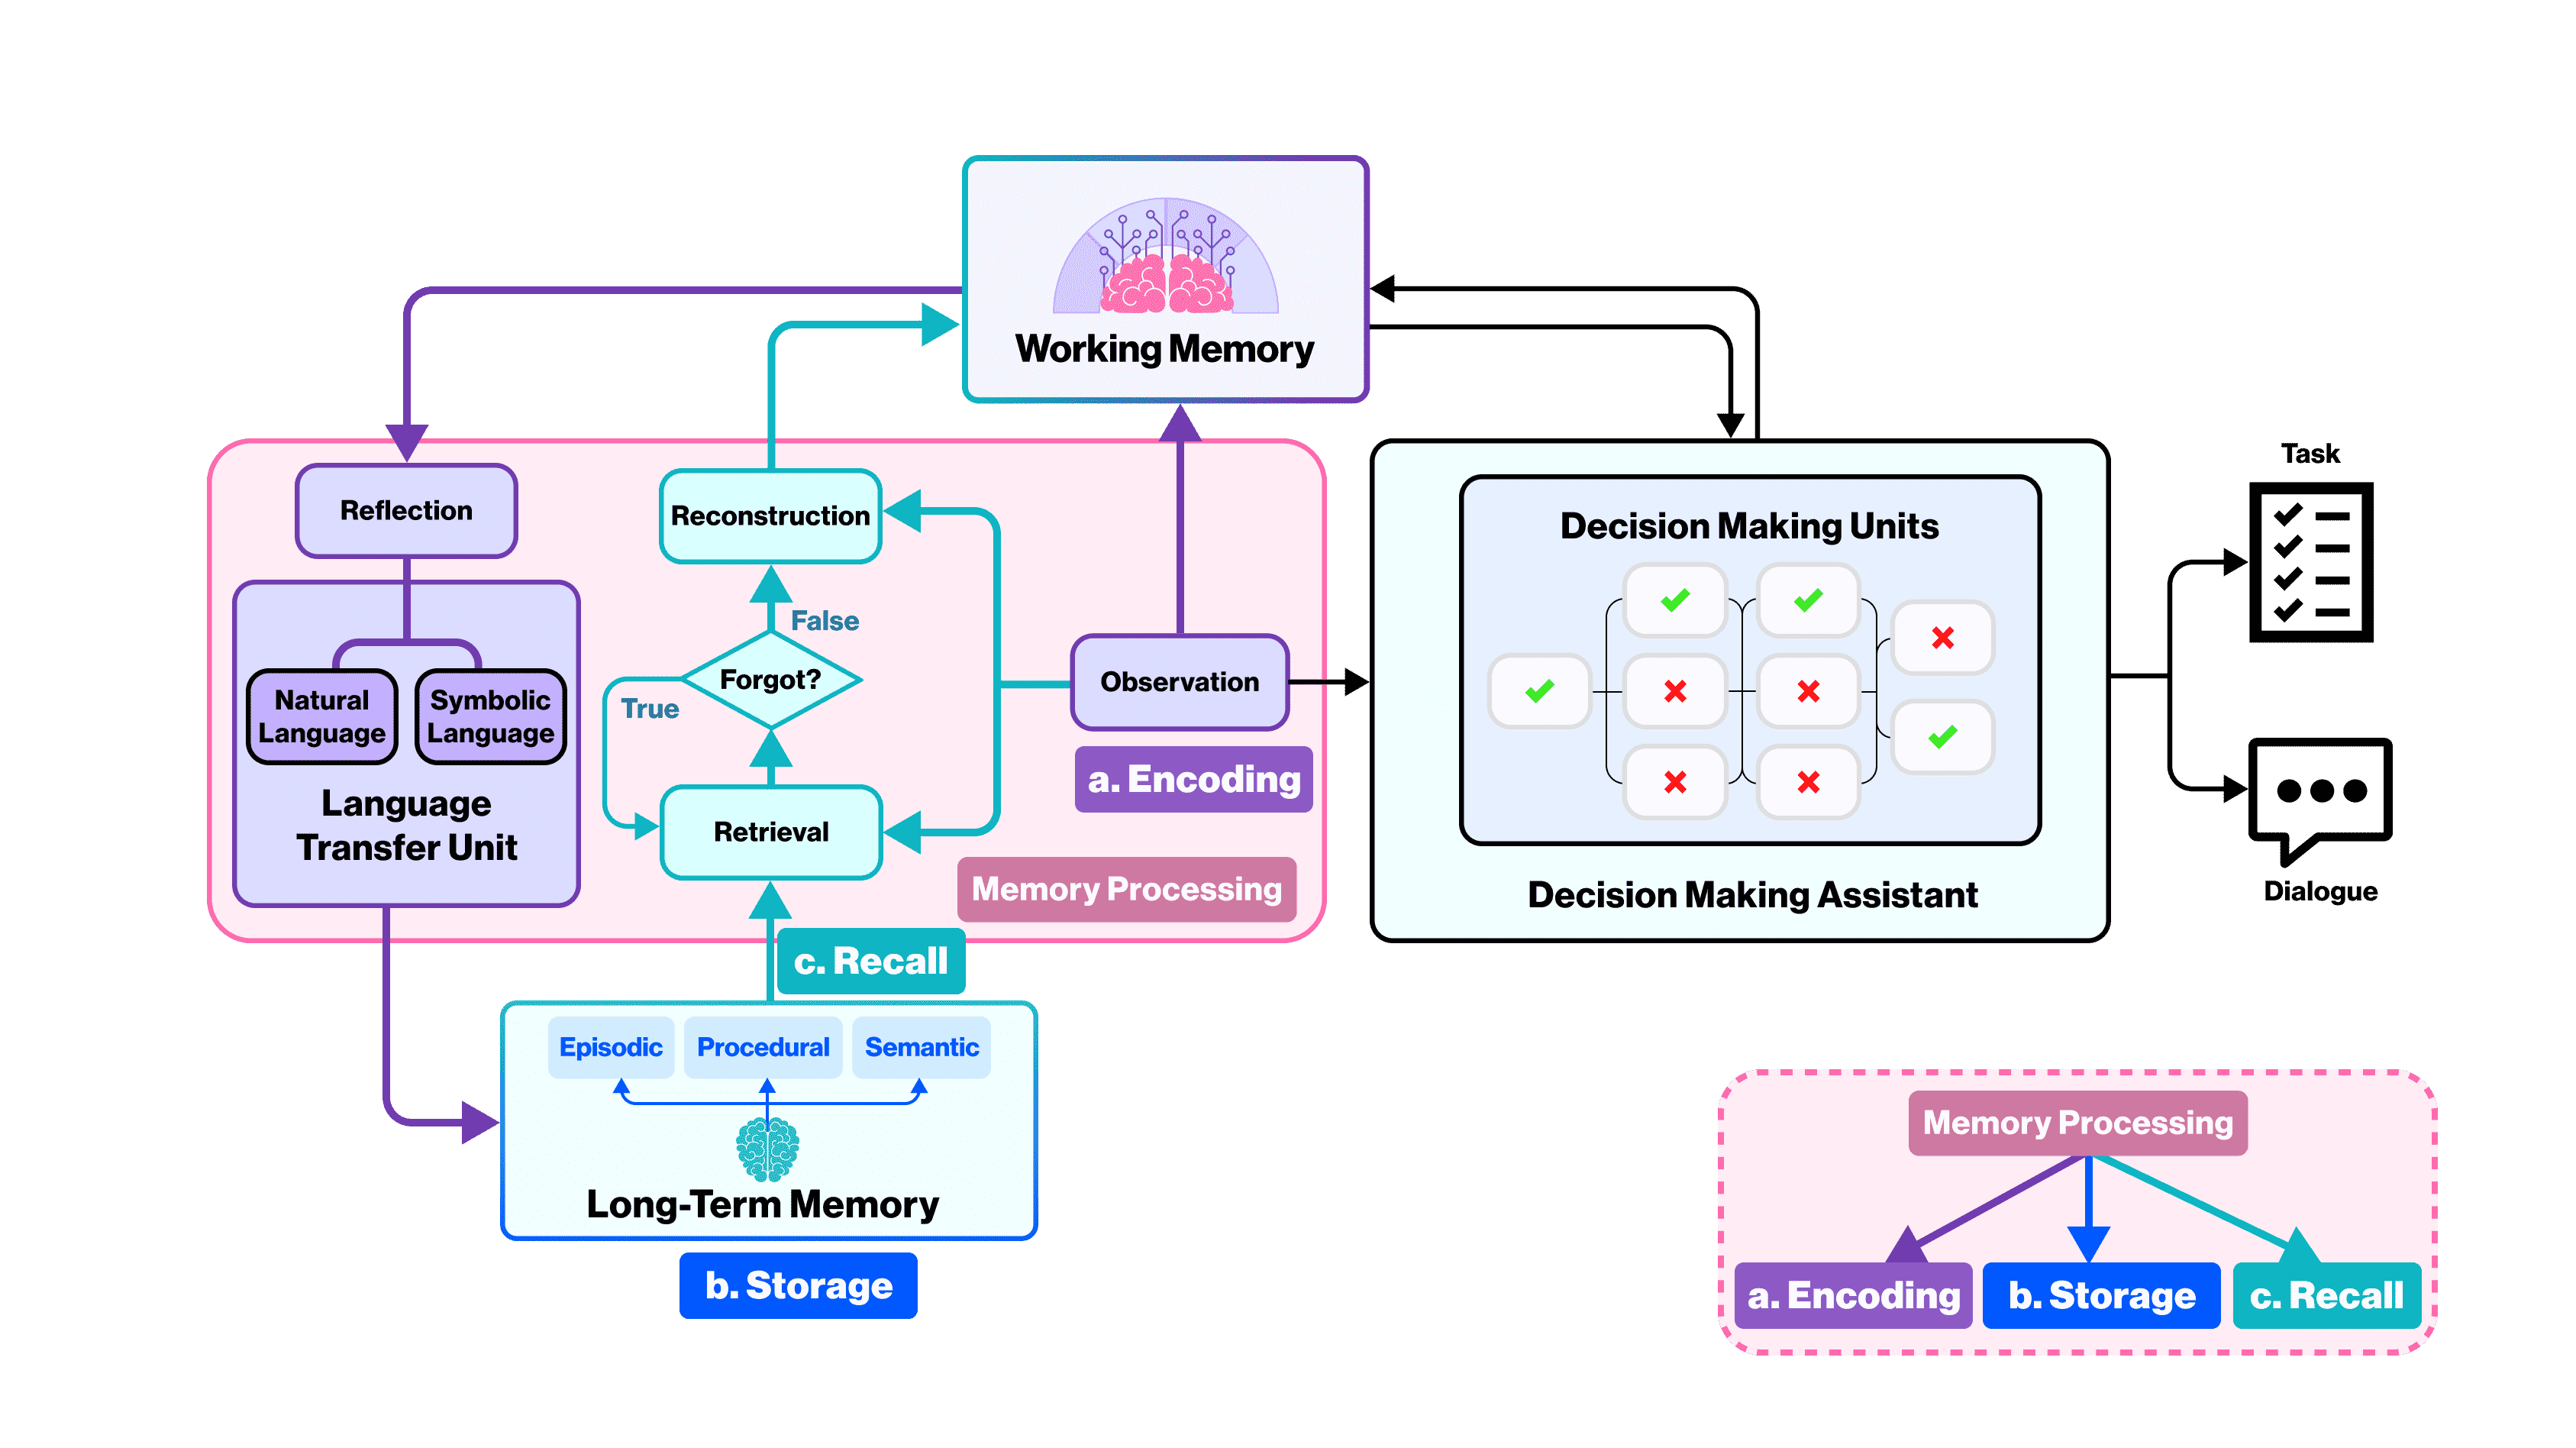 Working Memory
Reflection
Natural
Language
Symbolic
Language
Language
Transfer Unit
Reconstruction
False
Forgot?
True
Retrieval
Observation
a. Encoding
Memory Processing
c. Recall
Episodic
Procedural
Semantic
Long-Term Memory
b. Storage
Decision Making Units
Decision Making Assistant
Task
Dialogue
Memory Processing
a. Encoding
b. Storage
c. Recall